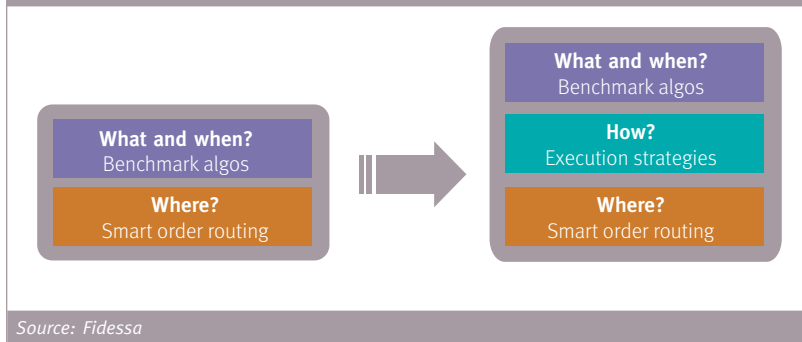 What and when?
Benchmark algos
Where?
Smart order routing
What and when?
Benchmark algos
How?
Execution strategies
Where?
Smart order routing
Source: Fidessa